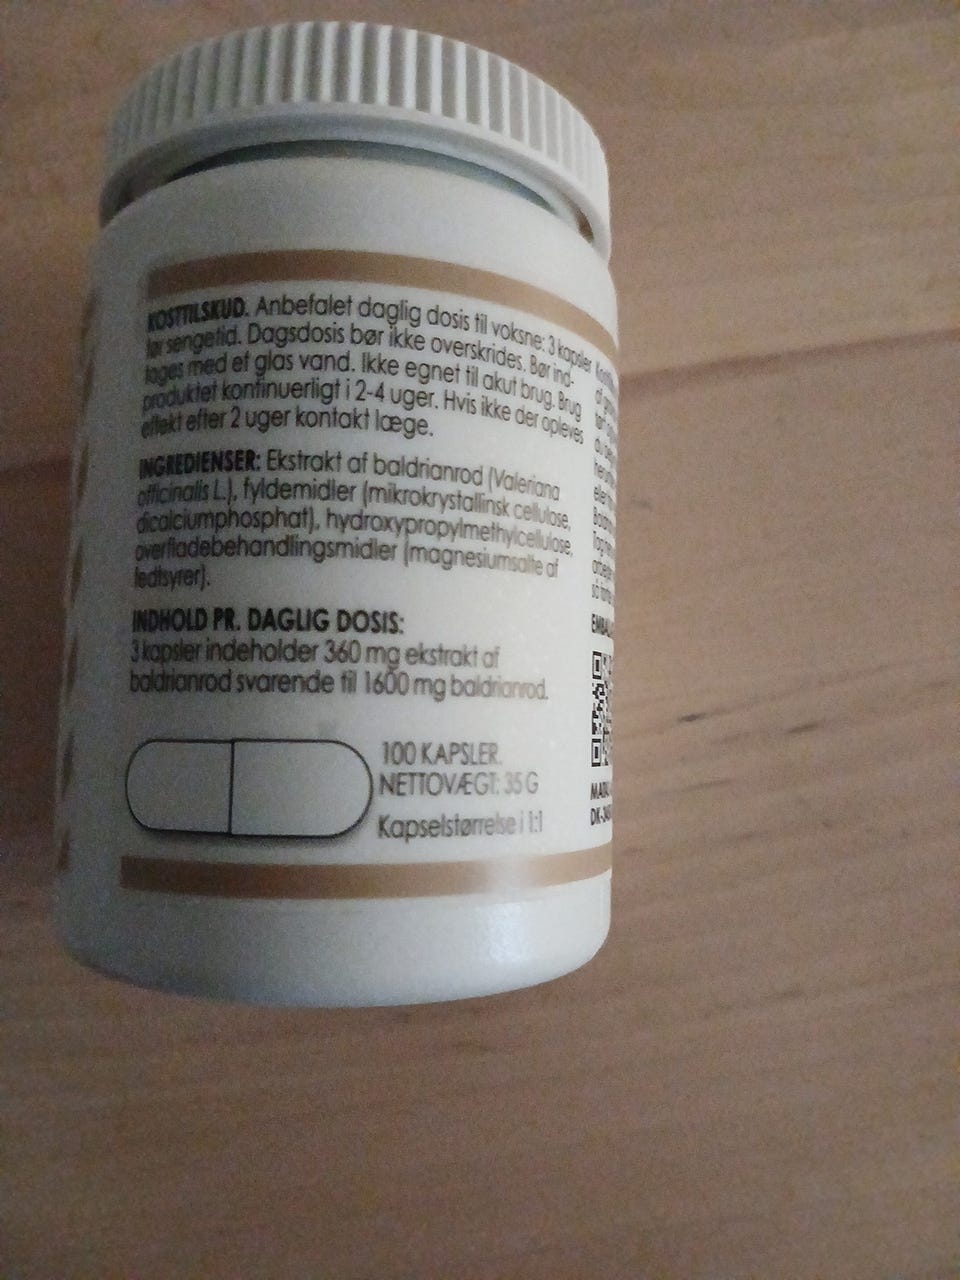 KOSTTILSKUD. Anbefalet daglig dosis til voksne: 3 kapsler
før sengetid. Dagsdosis bør ikke overskrides. Bør ind-
tages med et glas vand. Ikke egnet til akut brug. Brug
produktet kontinuerligt i 2-4 uger. Hvis ikke der opleves
effekt efter 2 uger kontakt læge.
INGREDIENSER: Ekstrakt af baldrianrod (Valeriana
officinalis L.), fyldemidler (mikrokrystallinsk cellulose,
dicalciumphosphat), hydroxypropylmethylcellulose,
overfladebehandlingsmidler (magnesiumsalte af
fedtsyrer).
INDHOLD PR. DAGLIG DOSIS:
3 kapsler indeholder 360 mg ekstrakt af
baldrianrod svarende til 1600 mg baldrianrod.
100 KAPSLER.
NETTOVÆGT: 35 G
Kapselstørrelse i 1:1